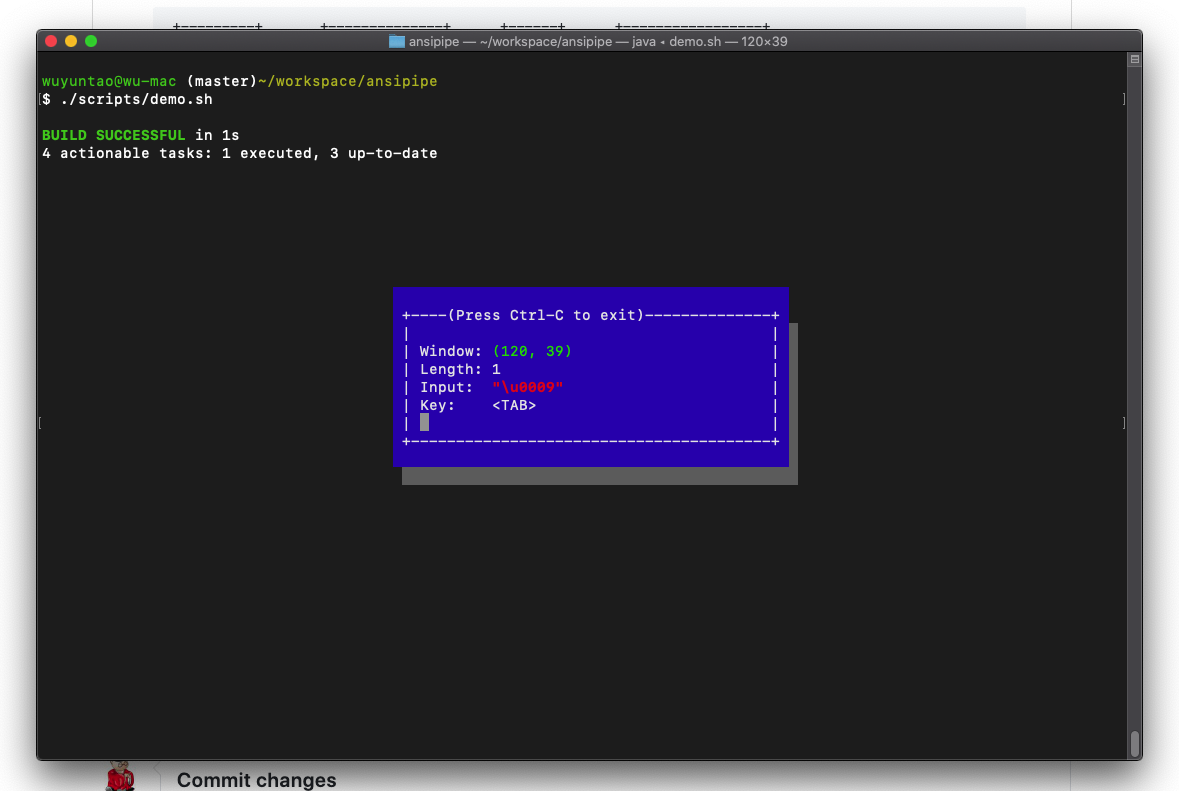 +---------+ +-------------+ +------+ +----------------+
ansipipe — ~/workspace/ansipipe — java ◂ demo.sh — 120×39
wuyuntao@wu-mac (master)~/workspace/ansipipe
[$ ./scripts/demo.sh ]
BUILD SUCCESSFUL in 1s
4 actionable tasks: 1 executed, 3 up-to-date
+----(Press Ctrl-C to exit)--------------+
| |
| Window: (120, 39) |
| Length: 1 |
| Input: "\u0009" |
| Key: <TAB> |
[ | | ]
+----------------------------------------+
Commit changes